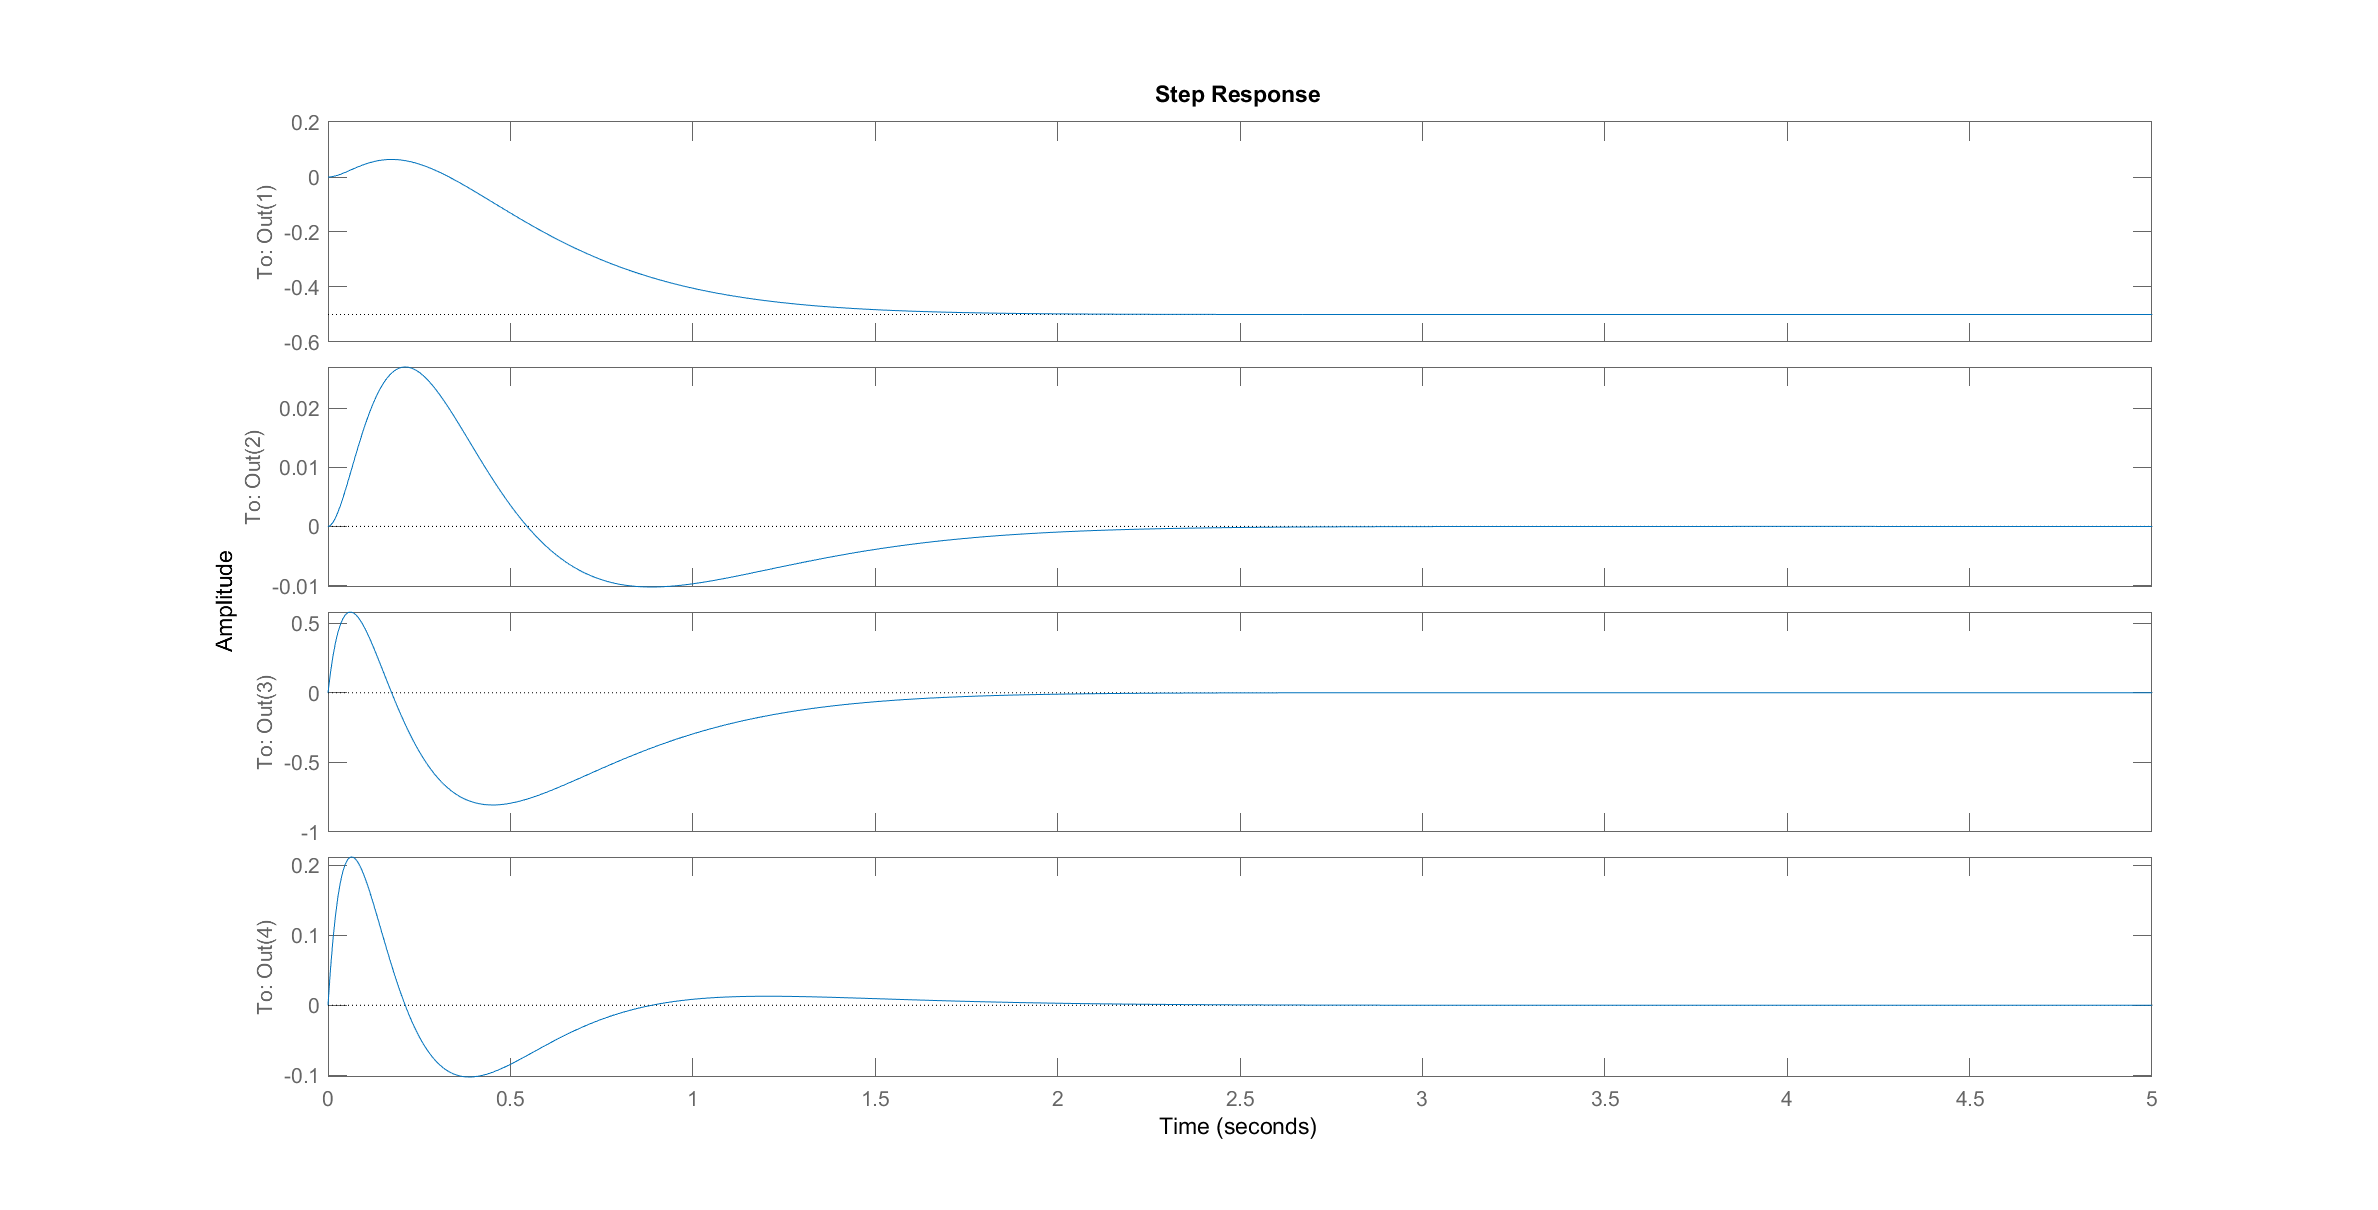 Step Response
Amplitude
To: Out(1)
0.2
0
-0.2
-0.4
-0.6
To: Out(2)
0.02
0.01
0
-0.01
To: Out(3)
0.5
0
-0.5
-1
To: Out(4)
0.2
0.1
0
-0.1
0 0.5 1 1.5 2 2.5 3 3.5 4 4.5 5
Time (seconds)